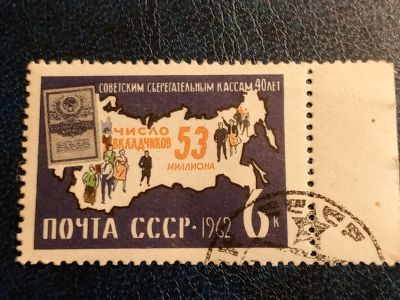 СОВЕТСКИМ СБЕРЕГАТЕЛЬНЫМ КАССАМ 40 ЛЕТ
ЧИСЛО
ВКЛАДЧИКОВ 53
МИЛЛИОНА
ПОЧТА СССР·1962 6 К